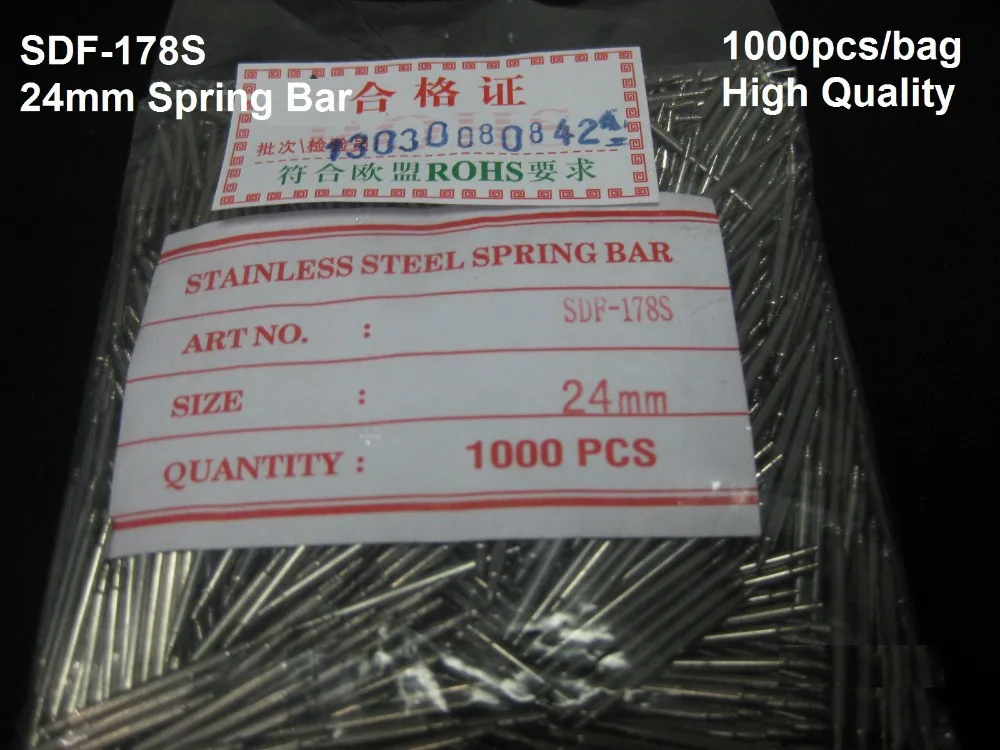 SDF-178S
24mm Spring Bar
1000pcs/bag
High Quality
合格证
批次\检验
130300808424
符合欧盟ROHS要求
STAINLESS STEEL SPRING BAR
ART NO. : SDF-178S
SIZE : 24mm
QUANTITY : 1000 PCS